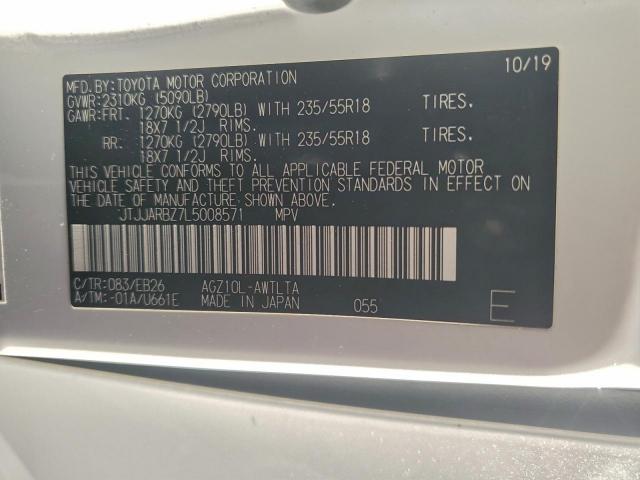 MFD.BY:TOYOTA MOTOR CORPORATION 10/19
GVWR:2310KG (5090LB)
GAWR:FRT. 1270KG (2790LB) WITH 235/55R18 TIRES.
18X7 1/2J RIMS.
RR. 1270KG (2790LB) WITH 235/55R18 TIRES.
18X7 1/2J RIMS.
THIS VEHICLE CONFORMS TO ALL APPLICABLE FEDERAL MOTOR
VEHICLE SAFETY AND THEFT PREVENTION STANDARDS IN EFFECT ON
THE DATE OF MANUFACTURE SHOWN ABOVE.
JTJJARBZ7L5008571 MPV
C/TR:083/EB26 AGZ10L-AWTLTA
A/TM:-01A/U661E MADE IN JAPAN 055 E